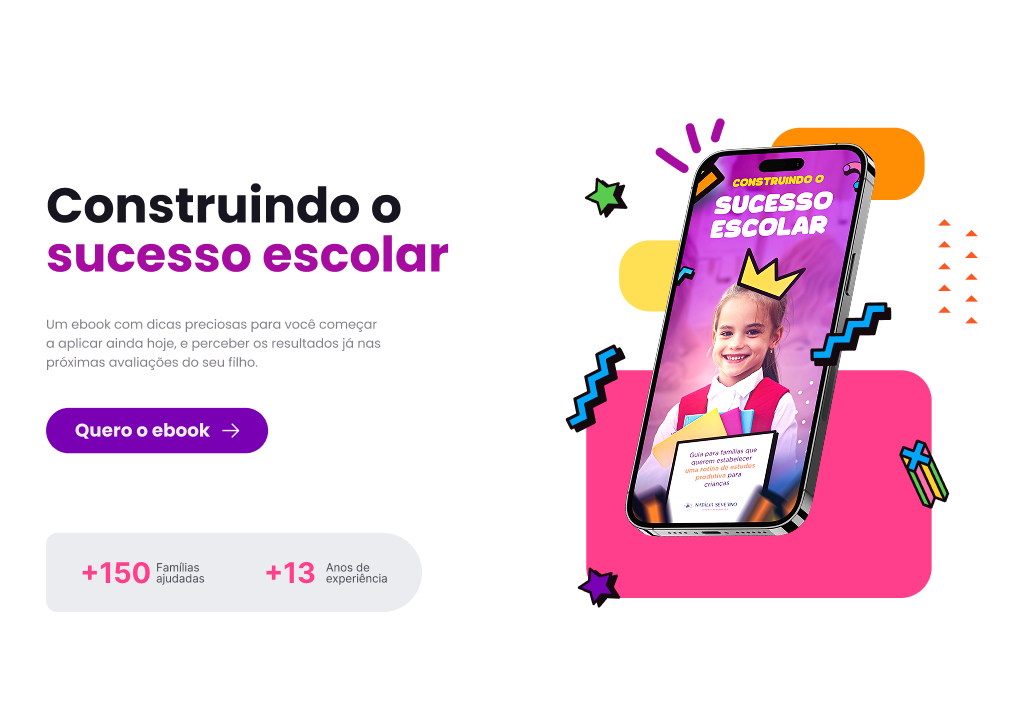 Construindo o
sucesso escolar
Um ebook com dicas preciosas para você começar
a aplicar ainda hoje, e perceber os resultados já nas
próximas avaliações do seu filho.
Quero o ebook
+150 Famílias
ajudadas
+13 Anos de
experiência
CONSTRUINDO O
SUCESSO
ESCOLAR
Guia para famílias que
querem estabelecer
uma rotina de estudos
produtiva para
crianças
NATÁLIA SEVERINO